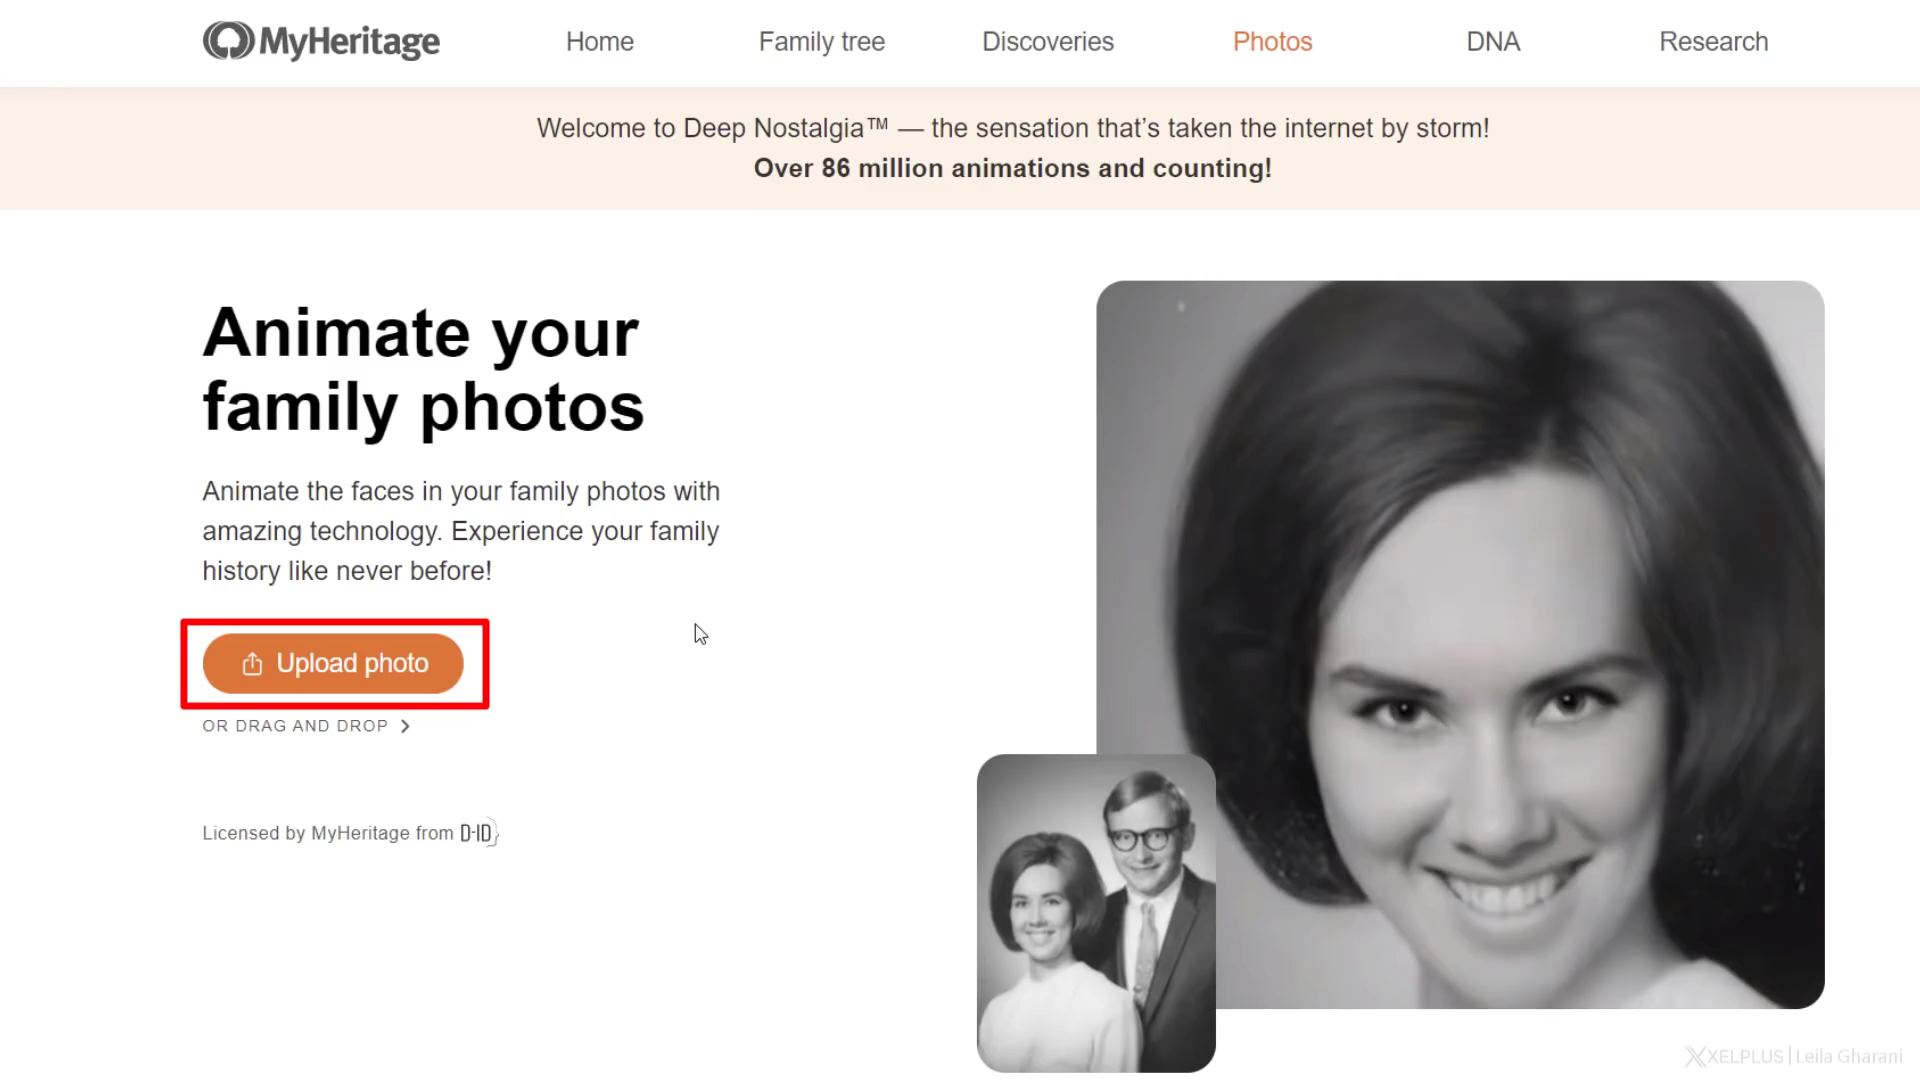 MyHeritage
Home
Family tree
Discoveries
Photos
DNA
Research
Welcome to Deep Nostalgia™ — the sensation that’s taken the internet by storm!
Over 86 million animations and counting!
Animate your
family photos
Animate the faces in your family photos with
amazing technology. Experience your family
history like never before!
Upload photo
OR DRAG AND DROP >
Licensed by MyHeritage from D-ID
XELPLUS | Leila Gharani